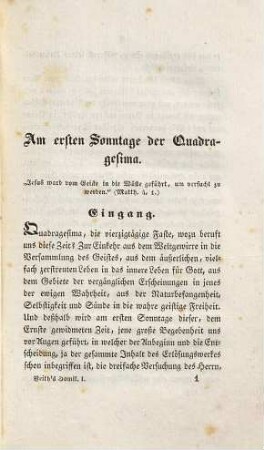 Am ersten Sonntage der Quadra-
gesima.
„Jesus ward vom Geiste in die Wüste geführt, um versucht zu
werden.“ (Matth. 4. 1.)
Eingang.
Quadragesima, die vierzigtägige Faste, wozu beruft
uns diese Zeit? Zur Einkehr aus dem Weltgewirre in die
Versammlung des Geistes, aus dem äußerlichen, viel-
fach zerstreuten Leben in das innere Leben für Gott, aus
dem Gebiete der vergänglichen Erscheinungen in jenes
der ewigen Wahrheit, aus der Naturbefangenheit,
Selbstigkeit und Sünde in die wahre geistige Freiheit.
Und deßhalb wird am ersten Sonntage dieser, dem
Ernste gewidmeten Zeit, jene große Begebenheit uns
vor Augen geführt, in welcher der Anbeginn und die Ent-
scheidung, ja der gesammte Inhalt des Erlösungswerkes
schon inbegriffen ist, die dreifache Versuchung des Herrn.
Veith's Homil. I. 1